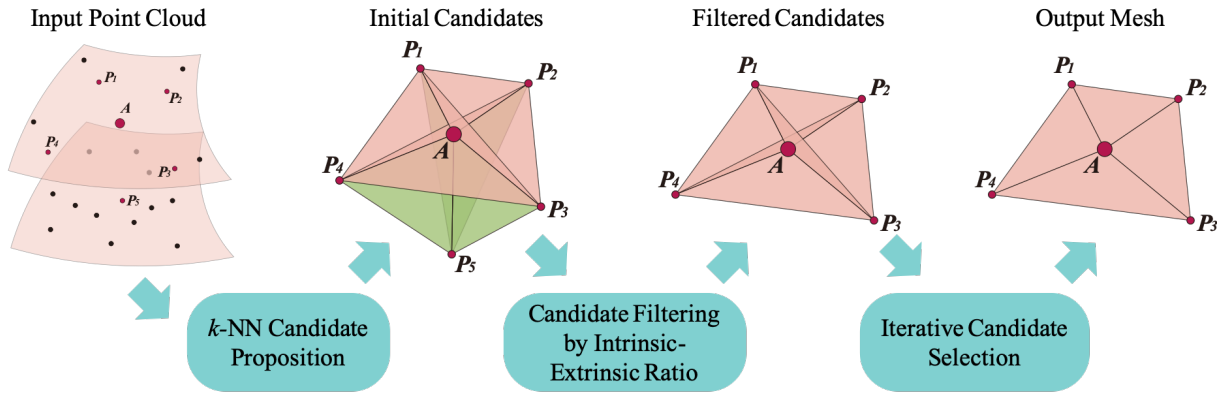 Input Point Cloud
Initial Candidates
Filtered Candidates
Output Mesh
P1
P2
A
P4
P3
P5
P1
P2
A
P4
P3
P5
P1
P2
A
P4
P3
P1
P2
A
P4
P3
k-NN Candidate
Proposition
Candidate Filtering
by Intrinsic-
Extrinsic Ratio
Iterative Candidate
Selection